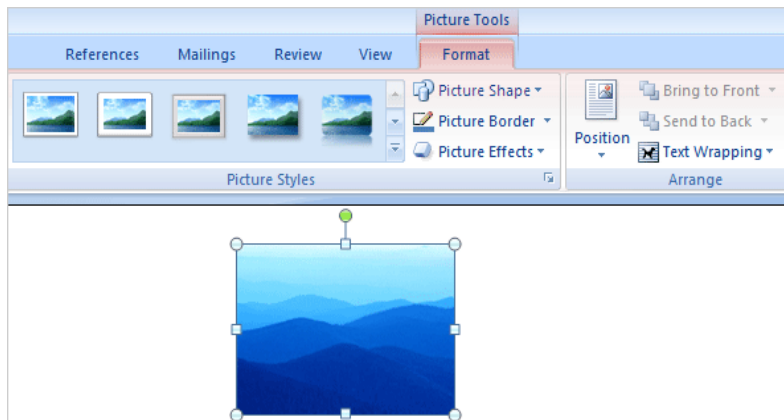 Picture Tools
References Mailings Review View Format
Picture Shape Bring to Front
Picture Border Send to Back
Position
Picture Effects Text Wrapping
Picture Styles Arrange